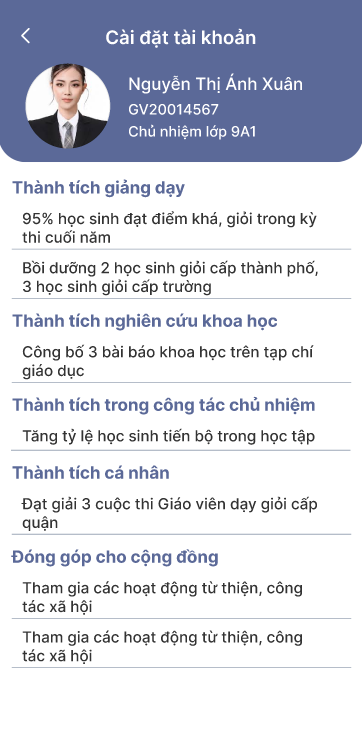 Cài đặt tài khoản
Nguyễn Thị Ánh Xuân
GV20014567
Chủ nhiệm lớp 9A1
Thành tích giảng dạy
95% học sinh đạt điểm khá, giỏi trong kỳ
thi cuối năm
Bồi dưỡng 2 học sinh giỏi cấp thành phố,
3 học sinh giỏi cấp trường
Thành tích nghiên cứu khoa học
Công bố 3 bài báo khoa học trên tạp chí
giáo dục
Thành tích trong công tác chủ nhiệm
Tăng tỷ lệ học sinh tiến bộ trong học tập
Thành tích cá nhân
Đạt giải 3 cuộc thi Giáo viên dạy giỏi cấp
quận
Đóng góp cho cộng đồng
Tham gia các hoạt động từ thiện, công
tác xã hội
Tham gia các hoạt động từ thiện, công
tác xã hội